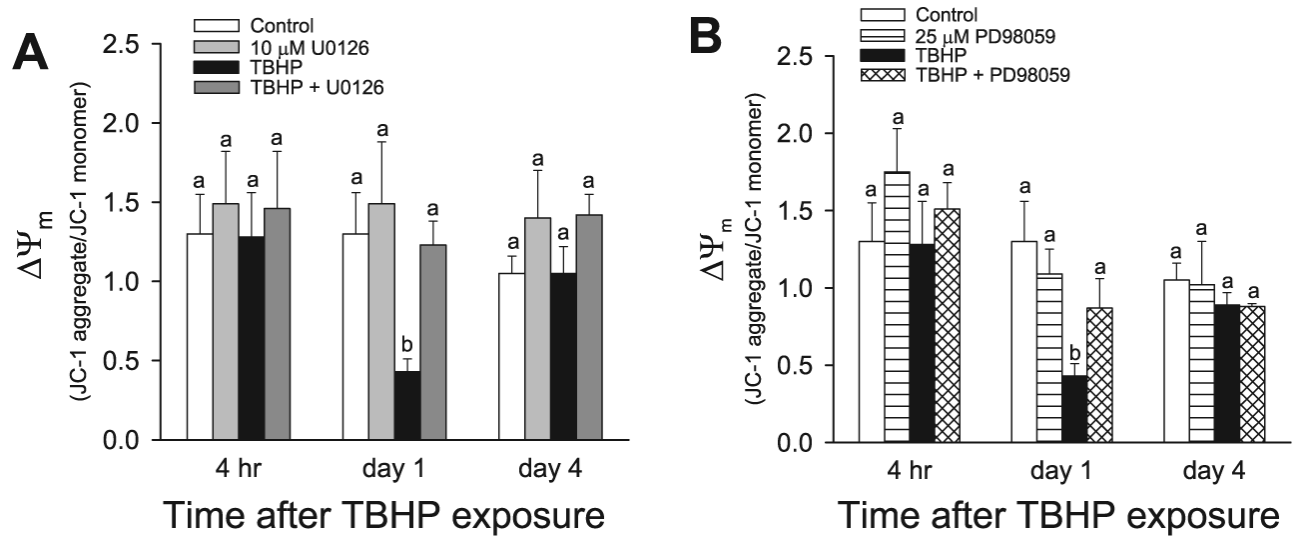 A
Control
10 μM U0126
TBHP
TBHP + U0126
2.5
2.0
1.5
1.0
0.5
0.0
ΔΨm
(JC-1 aggregate/JC-1 monomer)
a
a
a
a
a
a
b
a
a
a
a
a
4 hr
day 1
day 4
Time after TBHP exposure
B
Control
25 μM PD98059
TBHP
TBHP + PD98059
2.5
2.0
1.5
1.0
0.5
0.0
ΔΨm
(JC-1 aggregate/JC-1 monomer)
a
a
a
a
a
a
b
a
a
a
a
a
4 hr
day 1
day 4
Time after TBHP exposure